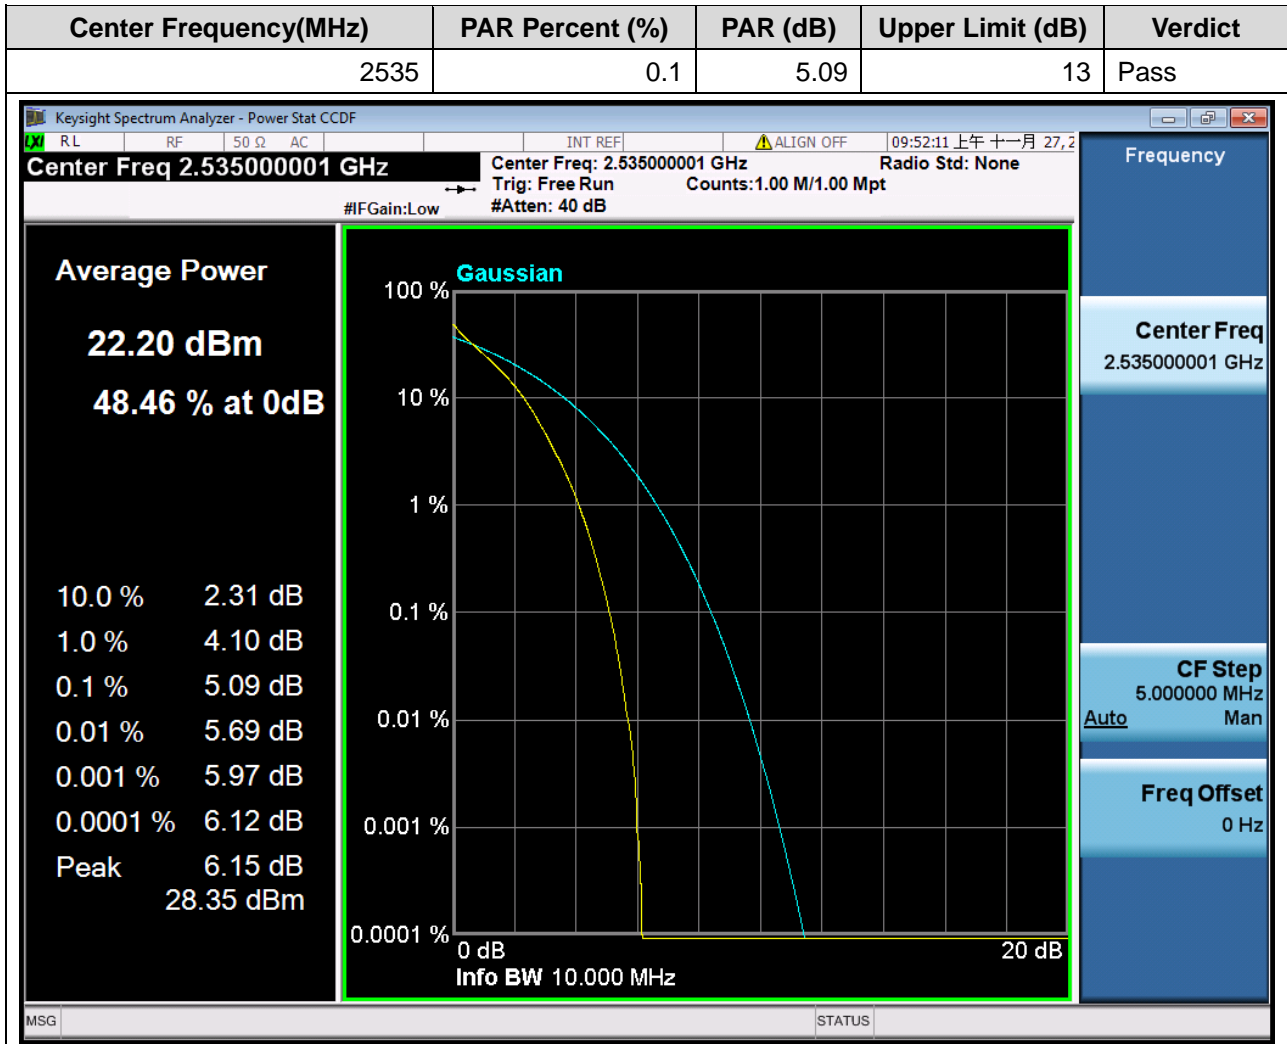 Center Frequency(MHz) PAR Percent (%) PAR (dB) Upper Limit (dB) Verdict
2535 0.1 5.09 13 Pass
Keysight Spectrum Analyzer - Power Stat CCDF
LXI RL RF 50 Ω AC INT REF ALIGN OFF 09:52:11 上午 十一月 27, 2
Center Freq 2.535000001 GHz
#IFGain:Low
Center Freq: 2.535000001 GHz Radio Std: None
Trig: Free Run Counts:1.00 M/1.00 Mpt
#Atten: 40 dB
Average Power
22.20 dBm
48.46 % at 0dB
10.0 % 2.31 dB
1.0 % 4.10 dB
0.1 % 5.09 dB
0.01 % 5.69 dB
0.001 % 5.97 dB
0.0001 % 6.12 dB
Peak 6.15 dB
28.35 dBm
Gaussian
100 %
10 %
1 %
0.1 %
0.01 %
0.001 %
0.0001 %
0 dB 20 dB
Info BW 10.000 MHz
Frequency
Center Freq
2.535000001 GHz
CF Step
5.000000 MHz
Auto Man
Freq Offset
0 Hz
MSG STATUS